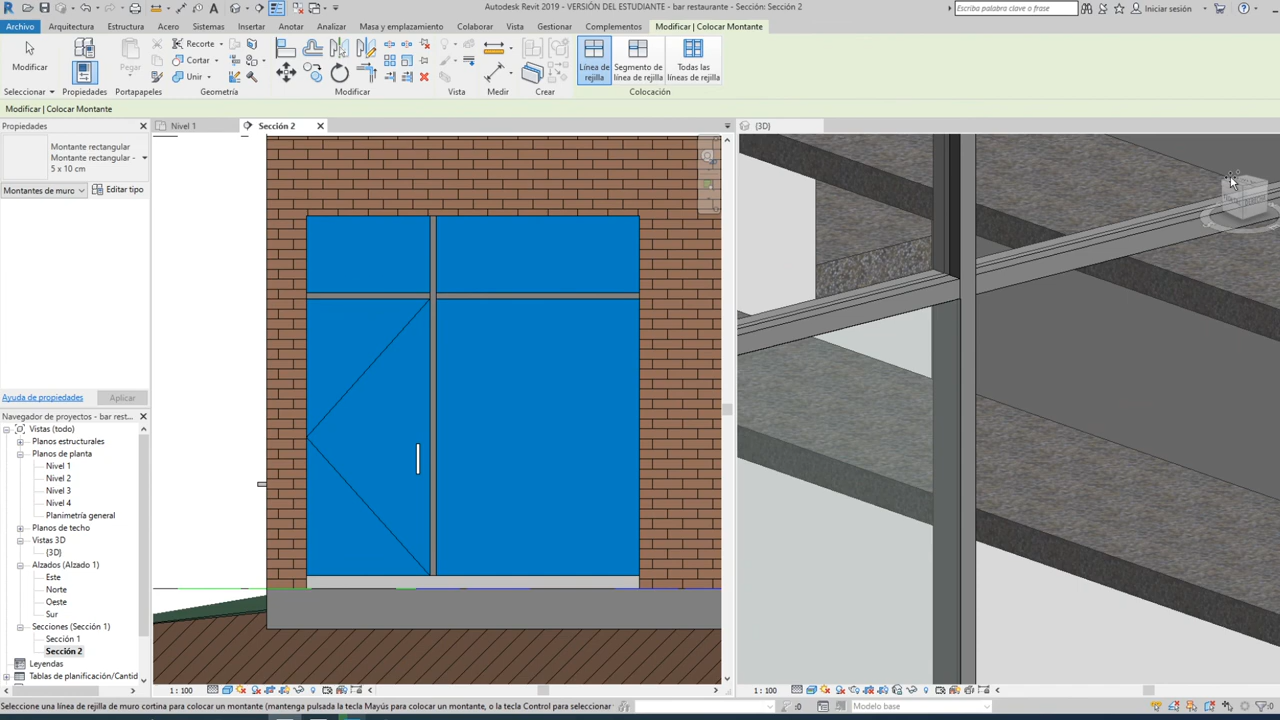 Autodesk Revit 2019 - VERSIÓN DEL ESTUDIANTE - bar restaurante - Sección: Sección 2
Escriba palabra clave o frase
Iniciar sesión
Archivo Arquitectura Estructura Acero Sistemas Insertar Anotar Analizar Masa y emplazamiento Colaborar Vista Gestionar Complementos Modificar | Colocar Montante
Modificar
Propiedades
Pegar
Recorte
Cortar
Unir
Línea de rejilla
Segmento de línea de rejilla
Todas las líneas de rejilla
Seleccionar Propiedades Portapapeles Geometría Modificar Vista Medir Crear Colocación
Modificar | Colocar Montante
Propiedades
Nivel 1
Sección 2
{3D}
Montante rectangular
Montante rectangular -
5 x 10 cm
Montantes de muro
Editar tipo
Ayuda de propiedades
Aplicar
Navegador de proyectos - bar rest...
Vistas (todo)
Planos estructurales
Planos de planta
Nivel 1
Nivel 2
Nivel 3
Nivel 4
Planimetría general
Planos de techo
Vistas 3D
{3D}
Alzados (Alzado 1)
Este
Norte
Oeste
Sur
Secciones (Sección 1)
Sección 1
Sección 2
Leyendas
Tablas de planificación/Cantid
1 : 100
1 : 100
Seleccione una línea de rejilla de muro cortina para colocar un montante (mantenga pulsada la tecla Mayús para colocar un montante, o la tecla Control para seleccionar
:0
Modelo base
:0